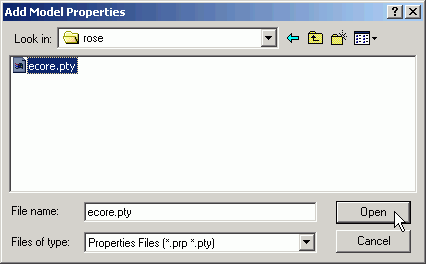 Add Model Properties
Look in: rose
ecore.pty
File name: ecore.pty Open
Files of type: Properties Files (*.prp *.pty) Cancel